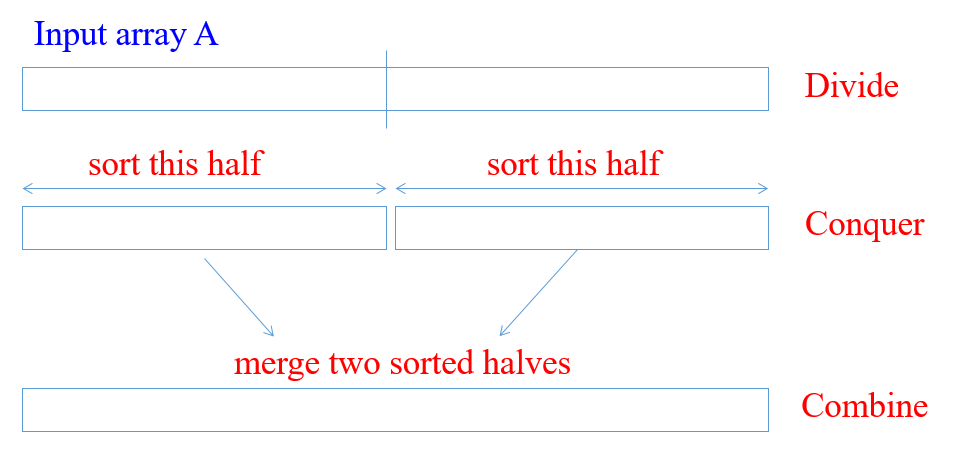 Input array A
Divide
sort this half
sort this half
Conquer
merge two sorted halves
Combine